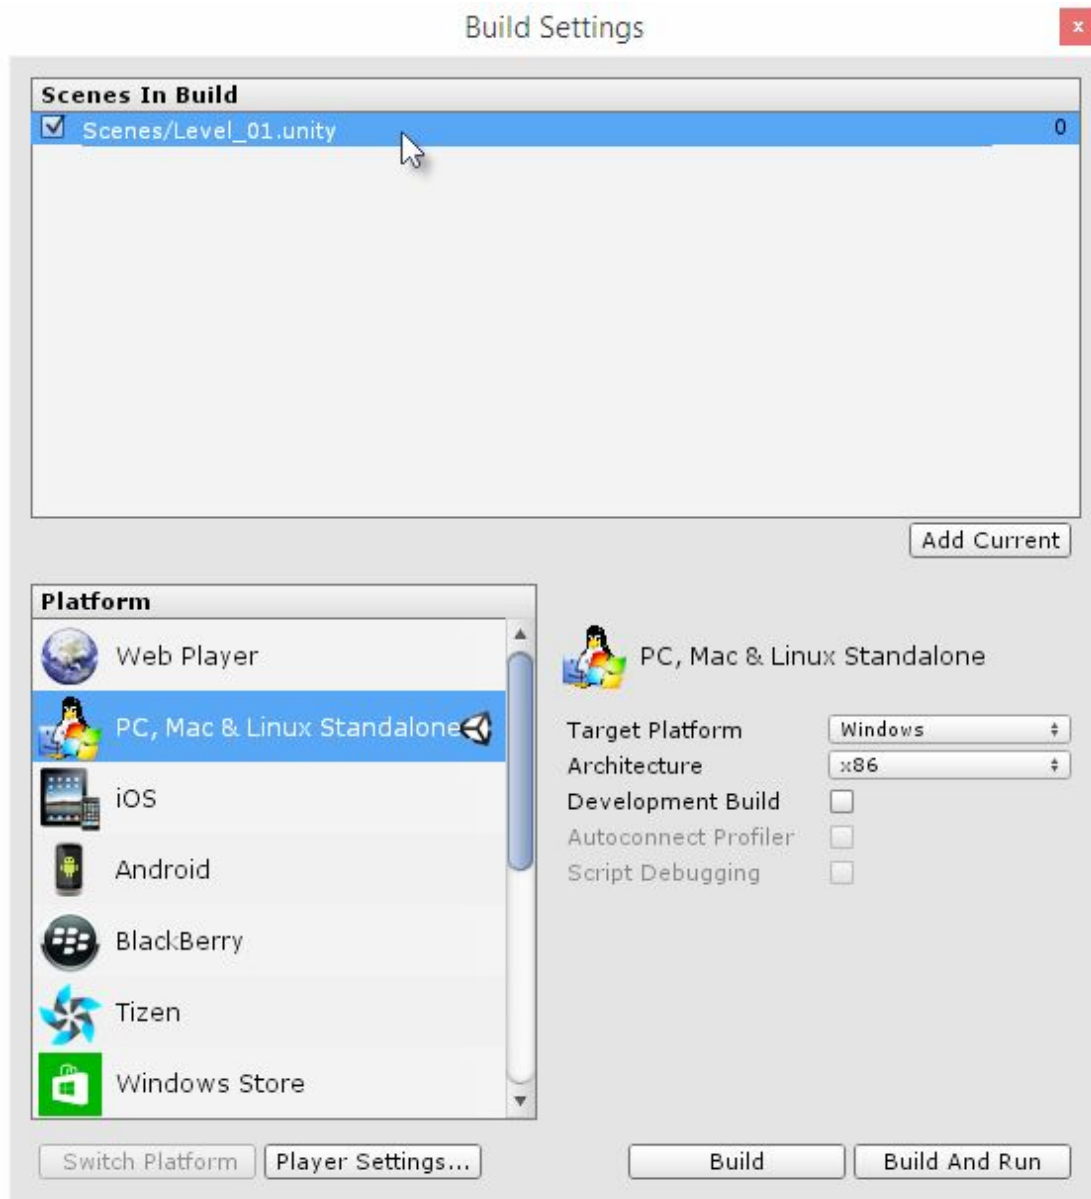 Build Settings
x
Scenes In Build
Scenes/Level_01.unity 0
Add Current
Platform
Web Player
PC, Mac & Linux Standalone
iOS
Android
BlackBerry
Tizen
Windows Store
PC, Mac & Linux Standalone
Target Platform Windows
Architecture x86
Development Build
Autoconnect Profiler
Script Debugging
Switch Platform Player Settings... Build Build And Run